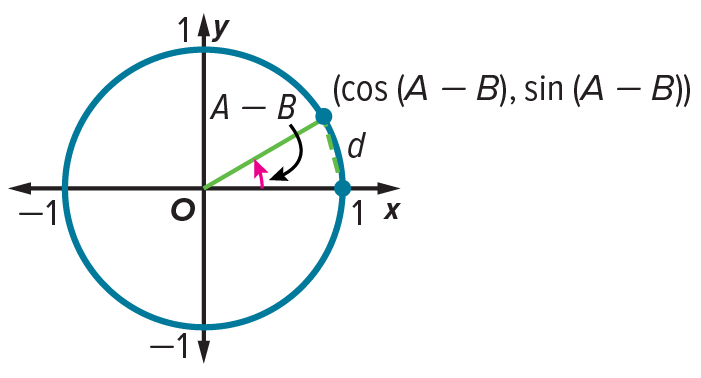 1 y
(cos (A − B), sin (A − B))
A − B
d
−1 O 1 x
−1